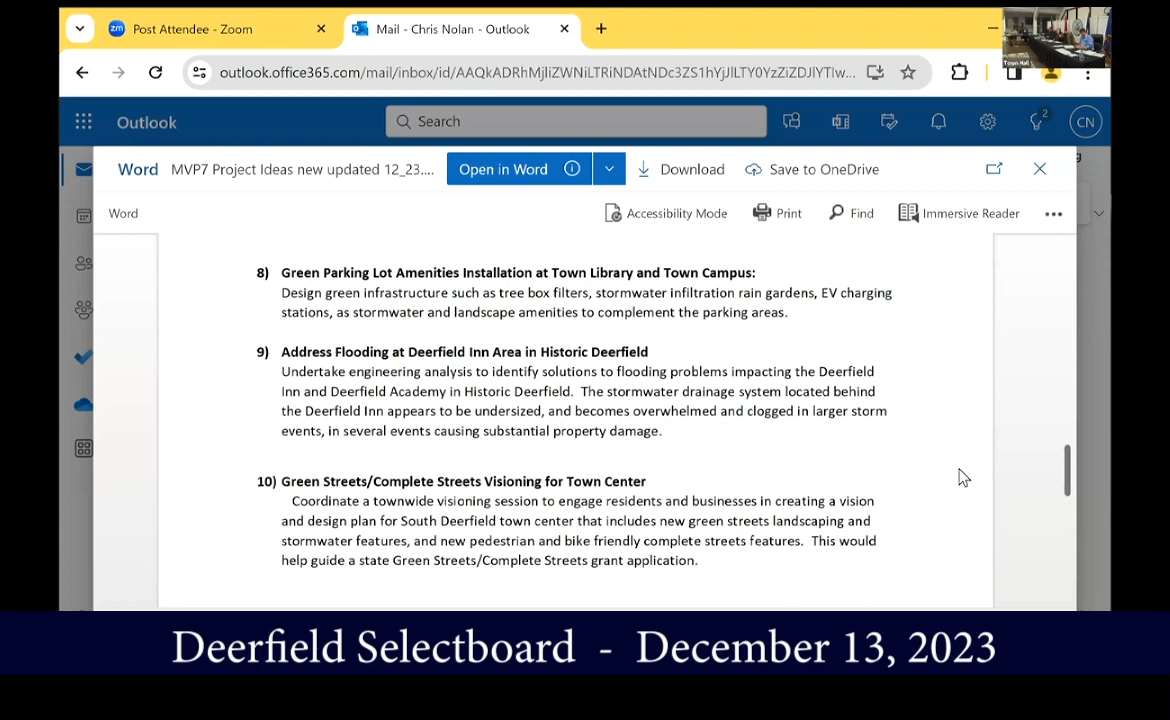 Post Attendee - Zoom
Mail - Chris Nolan - Outlook
outlook.office365.com/mail/inbox/id/AAQkADRhMjliZWNiLTRiNDAtNDc3ZS1hYjJlLTY0YzZiZDJlYTlw...
Town Hall
Outlook
Search
2
CN
Word MVP7 Project Ideas new updated 12_23.... Open in Word Download Save to OneDrive
Word Accessibility Mode Print Find Immersive Reader
8) Green Parking Lot Amenities Installation at Town Library and Town Campus:
Design green infrastructure such as tree box filters, stormwater infiltration rain gardens, EV charging
stations, as stormwater and landscape amenities to complement the parking areas.
9) Address Flooding at Deerfield Inn Area in Historic Deerfield
Undertake engineering analysis to identify solutions to flooding problems impacting the Deerfield
Inn and Deerfield Academy in Historic Deerfield. The stormwater drainage system located behind
the Deerfield Inn appears to be undersized, and becomes overwhelmed and clogged in larger storm
events, in several events causing substantial property damage.
10) Green Streets/Complete Streets Visioning for Town Center
Coordinate a townwide visioning session to engage residents and businesses in creating a vision
and design plan for South Deerfield town center that includes new green streets landscaping and
stormwater features, and new pedestrian and bike friendly complete streets features. This would
help guide a state Green Streets/Complete Streets grant application.
Deerfield Selectboard - December 13, 2023